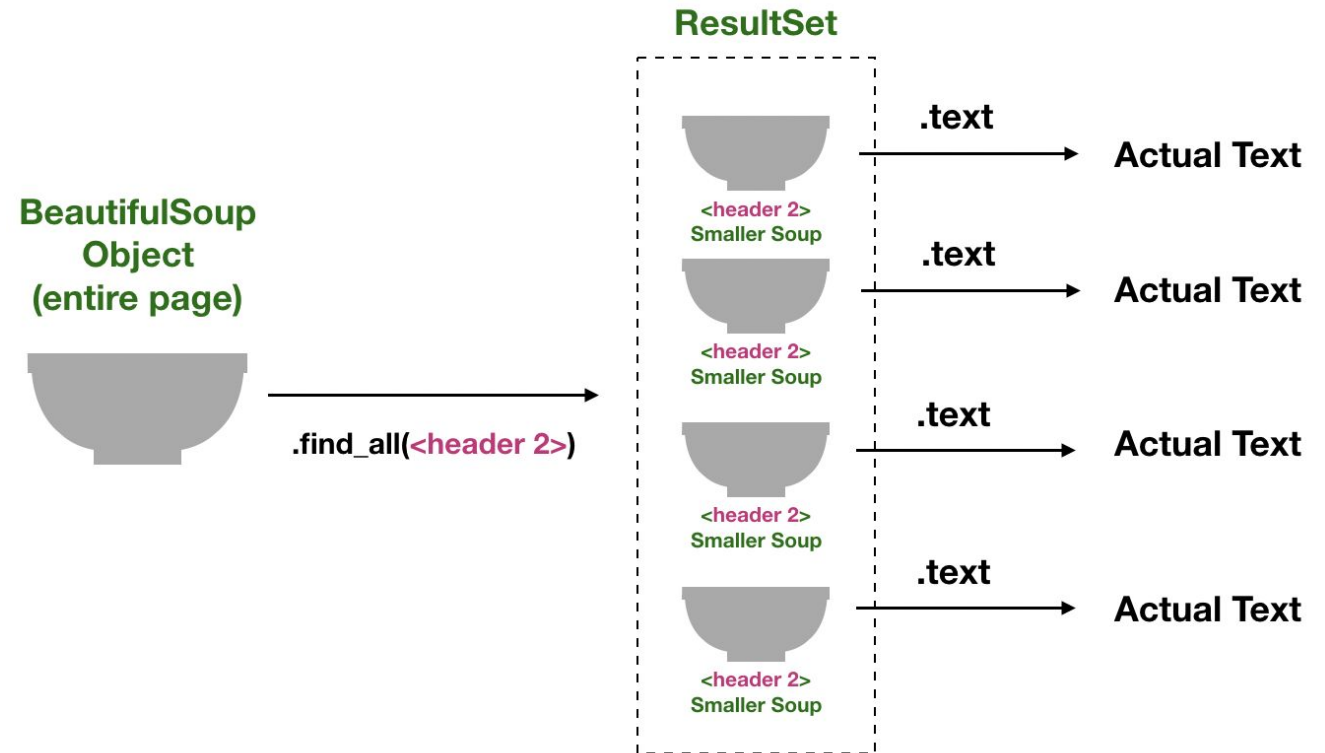 ResultSet
BeautifulSoup
Object
(entire page)
.find_all(<header 2>)
<header 2>
Smaller Soup
.text
Actual Text
<header 2>
Smaller Soup
.text
Actual Text
<header 2>
Smaller Soup
.text
Actual Text
<header 2>
Smaller Soup
.text
Actual Text